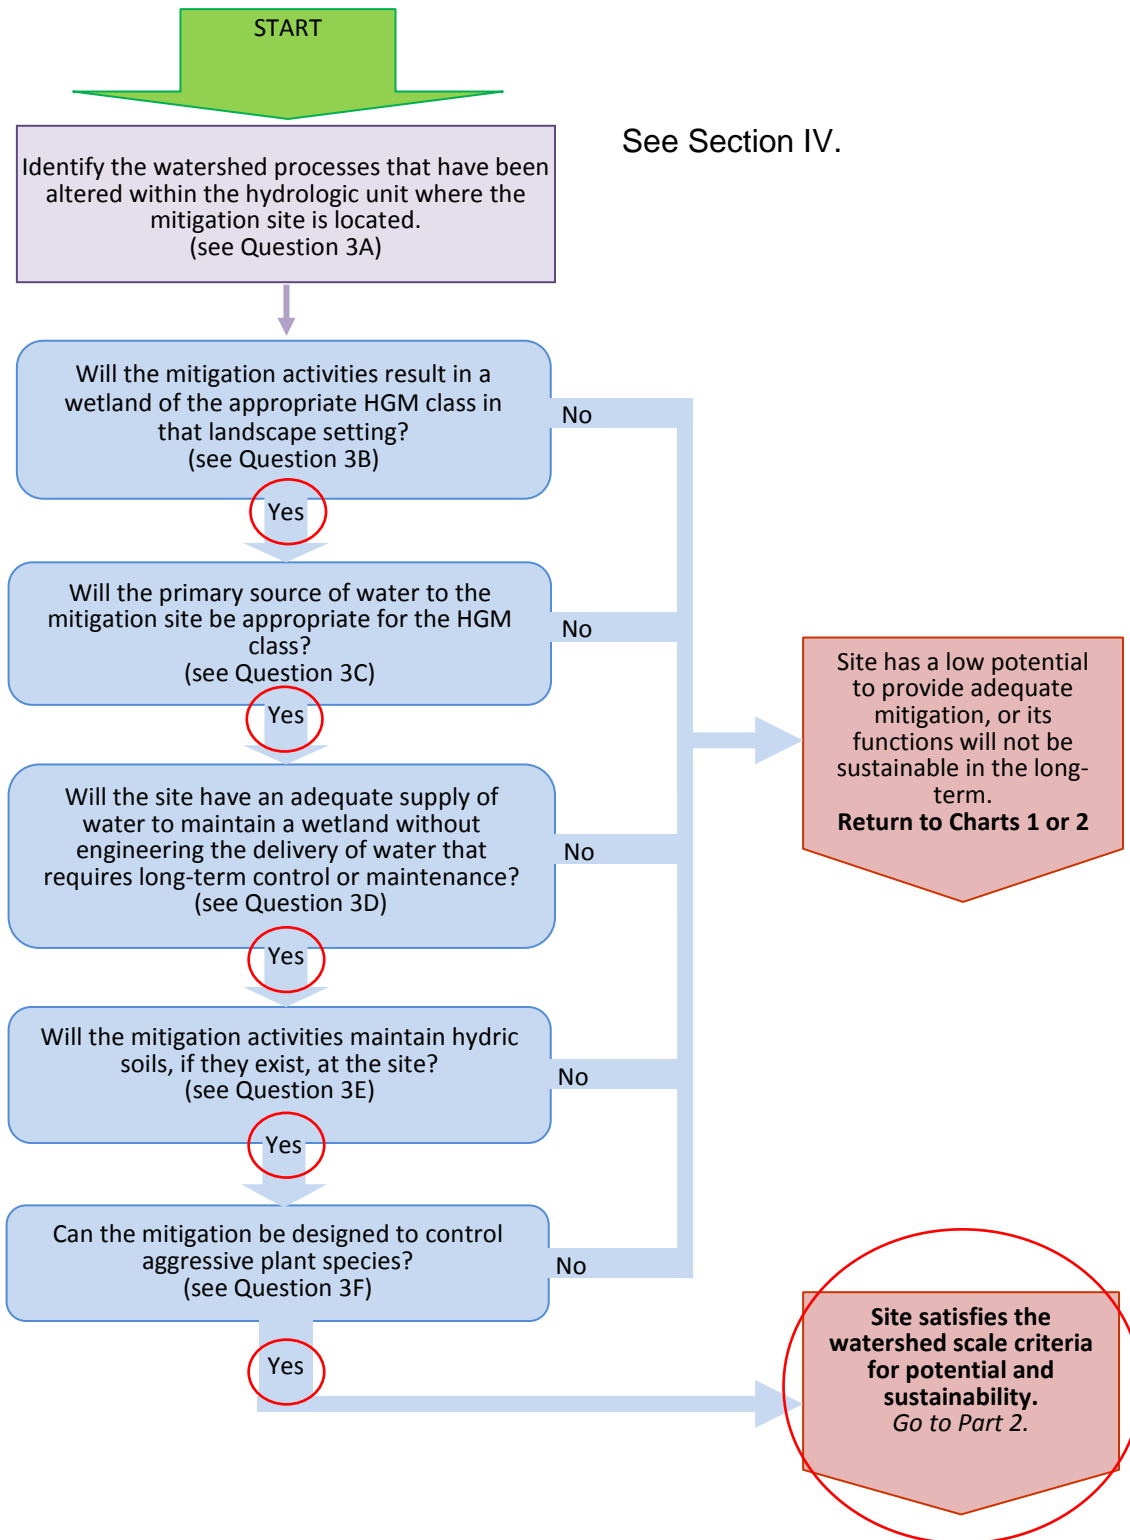 START
See Section IV.
Identify the watershed processes that have been
altered within the hydrologic unit where the
mitigation site is located.
(see Question 3A)
Will the mitigation activities result in a
wetland of the appropriate HGM class in
that landscape setting?
(see Question 3B)
No
Yes
Will the primary source of water to the
mitigation site be appropriate for the HGM
class?
(see Question 3C)
No
Yes
Site has a low potential
to provide adequate
mitigation, or its
functions will not be
sustainable in the long-
term.
Return to Charts 1 or 2
Will the site have an adequate supply of
water to maintain a wetland without
engineering the delivery of water that
requires long-term control or maintenance?
(see Question 3D)
No
Yes
Will the mitigation activities maintain hydric
soils, if they exist, at the site?
(see Question 3E)
No
Yes
Can the mitigation be designed to control
aggressive plant species?
(see Question 3F)
No
Yes
Site satisfies the
watershed scale criteria
for potential and
sustainability.
Go to Part 2.